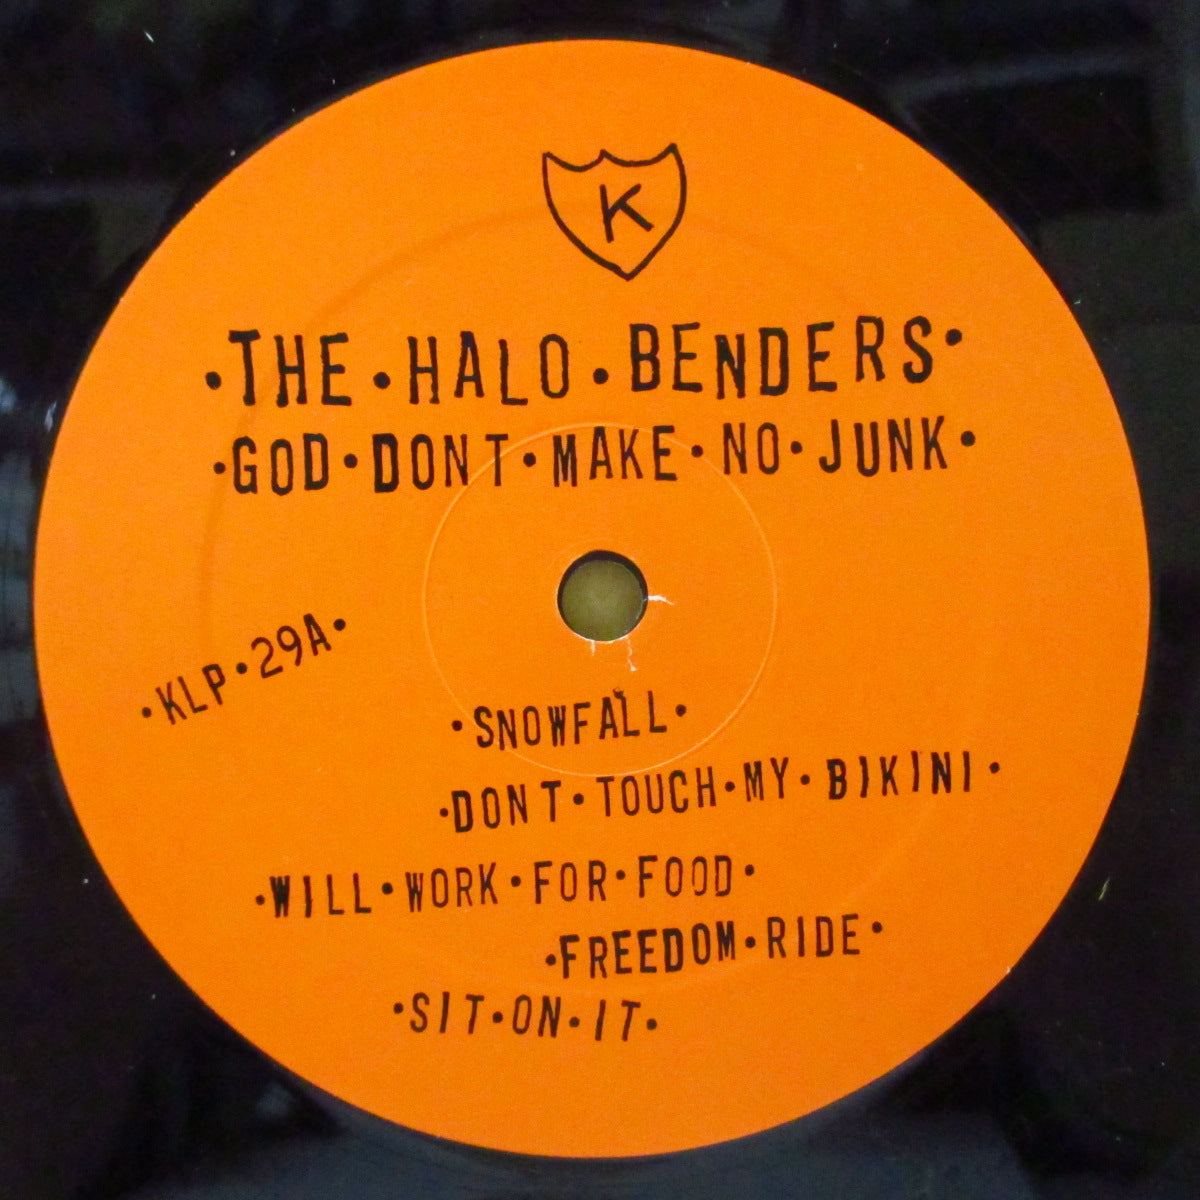 K
·THE·HALO·BENDERS·
·GOD·DONT·MAKE·NO·JUNK·
·KLP·29A·
·SNOWFALL·
·DONT·TOUCH·MY·BIKINI·
·WILL·WORK·FOR·FOOD·
·FREEDOM·RIDE·
·SIT·ON·IT·